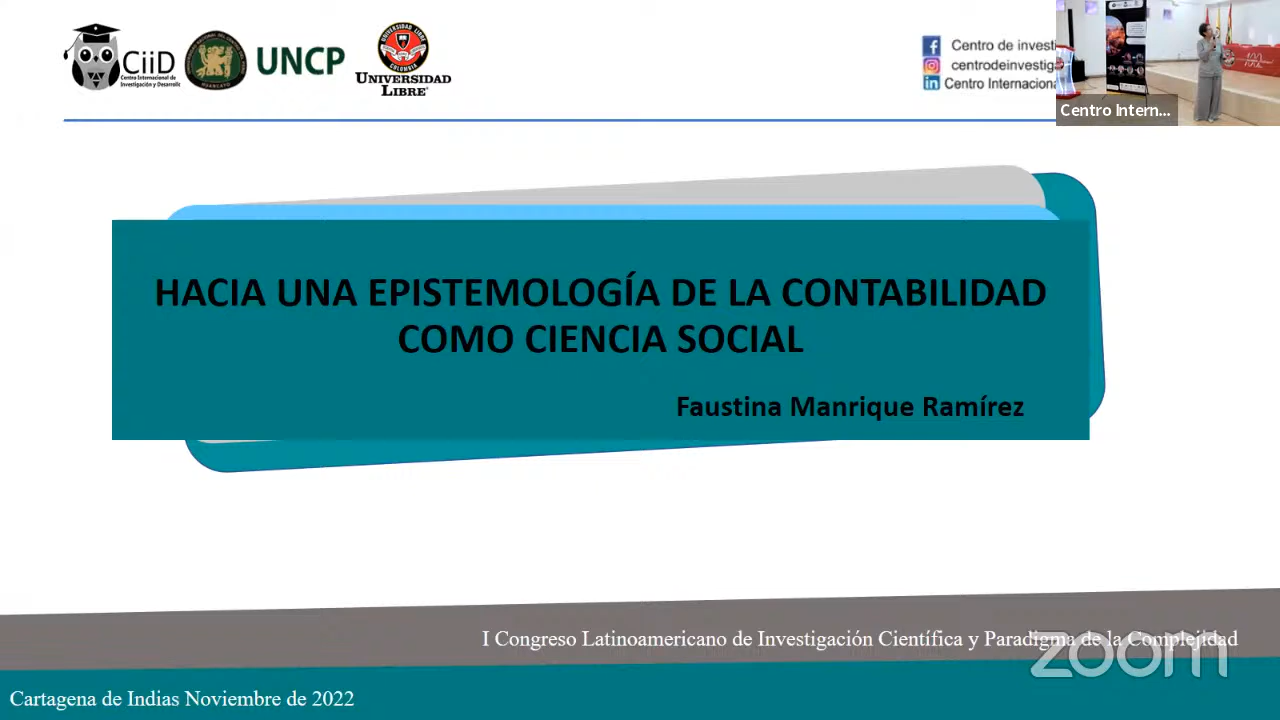 CiiD
Centro Internacional de
Investigación y Desarrollo
UNCP
UNIVERSIDAD
LIBRE
Centro de investi
centrodeinvestig
Centro Internaciona
Centro Intern...
HACIA UNA EPISTEMOLOGÍA DE LA CONTABILIDAD
COMO CIENCIA SOCIAL
Faustina Manrique Ramírez
I Congreso Latinoamericano de Investigación Científica y Paradigma de la Complejidad
zoom
Cartagena de Indias Noviembre de 2022